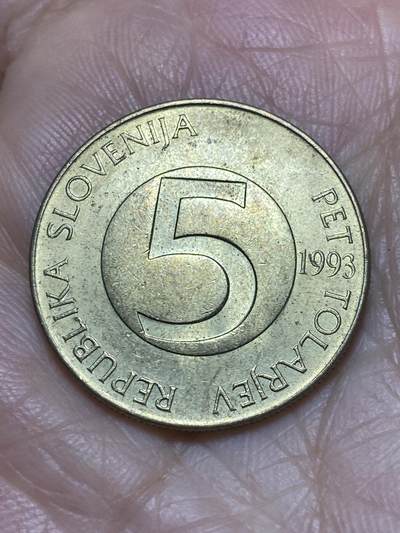 REPUBLIKA SLOVENIJA
5
1993
PET TOLARJEV